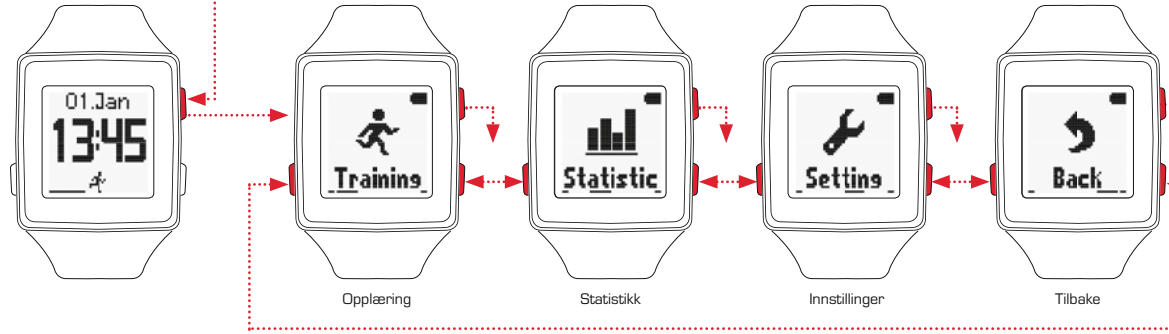 01.Jan
13:45
Training
Statistic
Setting
Back
Opplæring
Statistikk
Innstillinger
Tilbake